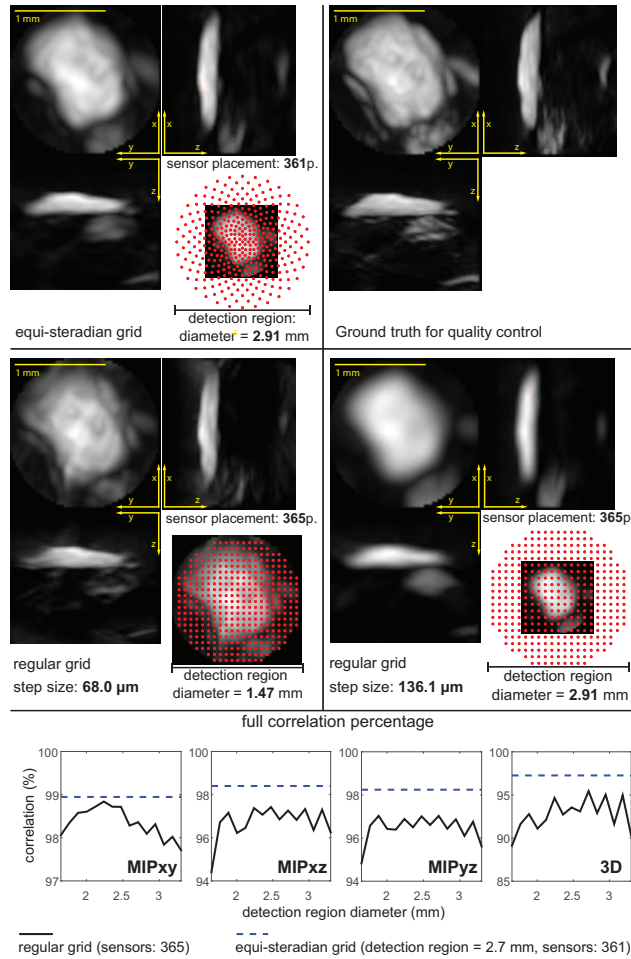 1 mm
x
x
y
z
y
z
sensor placement: 361p.
detection region:
diameter = 2.91 mm
equi-steradian grid
1 mm
x
x
y
z
y
z
Ground truth for quality control
1 mm
x
x
y
z
y
z
sensor placement: 365p.
regular grid
step size: 68.0 µm
detection region
diameter = 1.47 mm
1 mm
x
x
y
z
y
z
sensor placement: 365p
regular grid
step size: 136.1 µm
detection region
diameter = 2.91 mm
full correlation percentage
correlation (%)
100
99
98
97
2 2.5 3
MIPxy
100
98
96
94
2 2.5 3
MIPxz
100
98
96
94
2 2.5 3
MIPyz
100
95
90
85
2 2.5 3
3D
detection region diameter (mm)
regular grid (sensors: 365)
equi-steradian grid (detection region = 2.7 mm, sensors: 361)